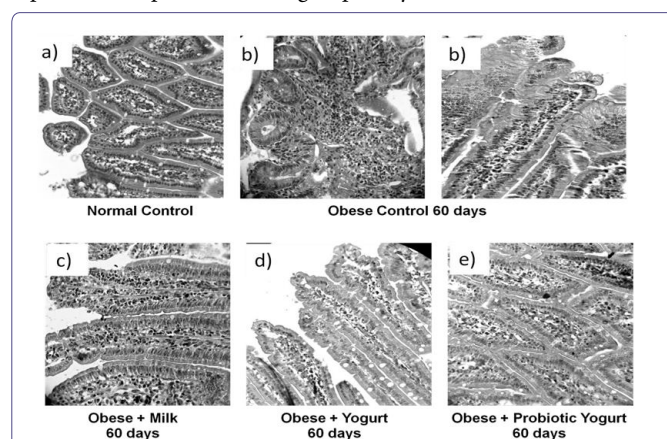 a)
b)
b)
Normal Control
Obese Control 60 days
c)
d)
e)
Obese + Milk
60 days
Obese + Yogurt
60 days
Obese + Probiotic Yogurt
60 days